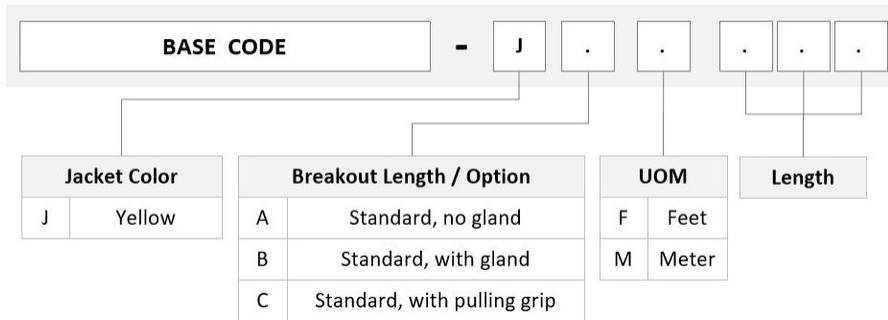 BASE CODE - J . . . . .
Jacket Color
J Yellow
Breakout Length / Option
A Standard, no gland
B Standard, with gland
C Standard, with pulling grip
UOM
F Feet
M Meter
Length